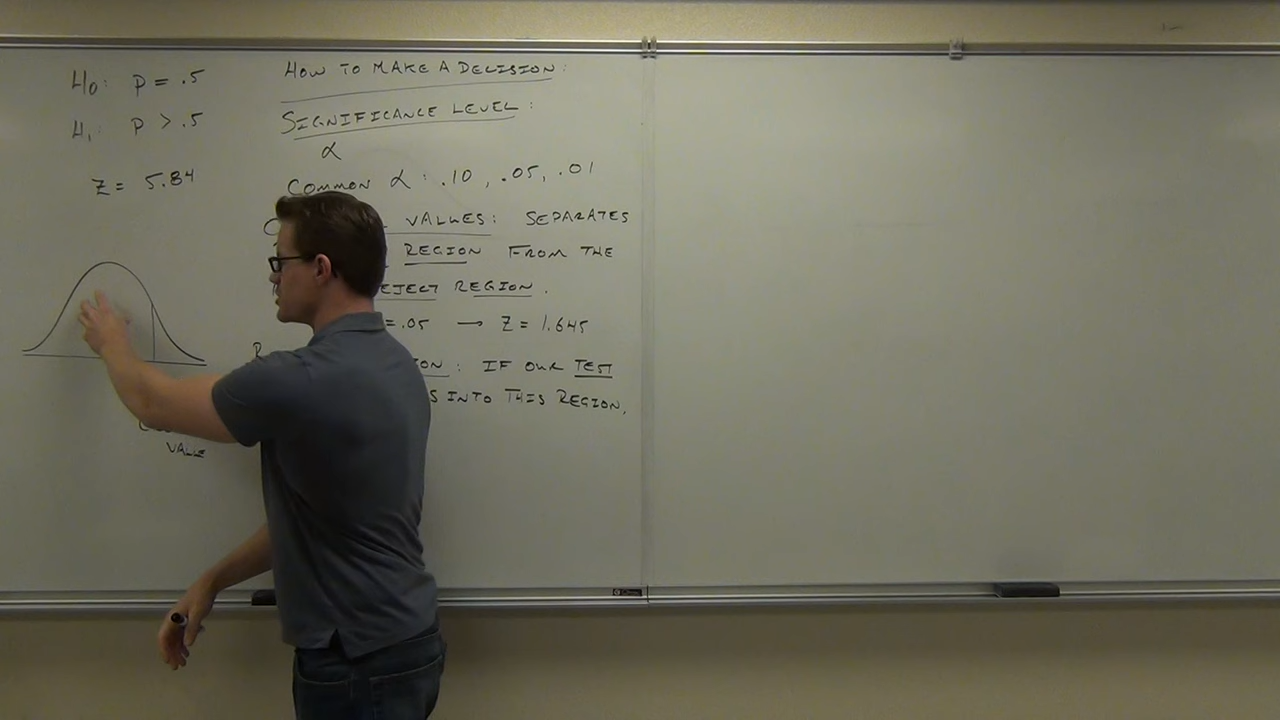 H₀: P = .5
H₁: P > .5
Z = 5.84
HOW TO MAKE A DECISION:
SIGNIFICANCE LEVEL:
α
COMMON α: .10, .05, .01
VALUES: SEPARATES
REGION FROM THE
REGION.
=.05 → Z = 1.645
: IF OUR TEST
INTO THIS REGION,
VALUE